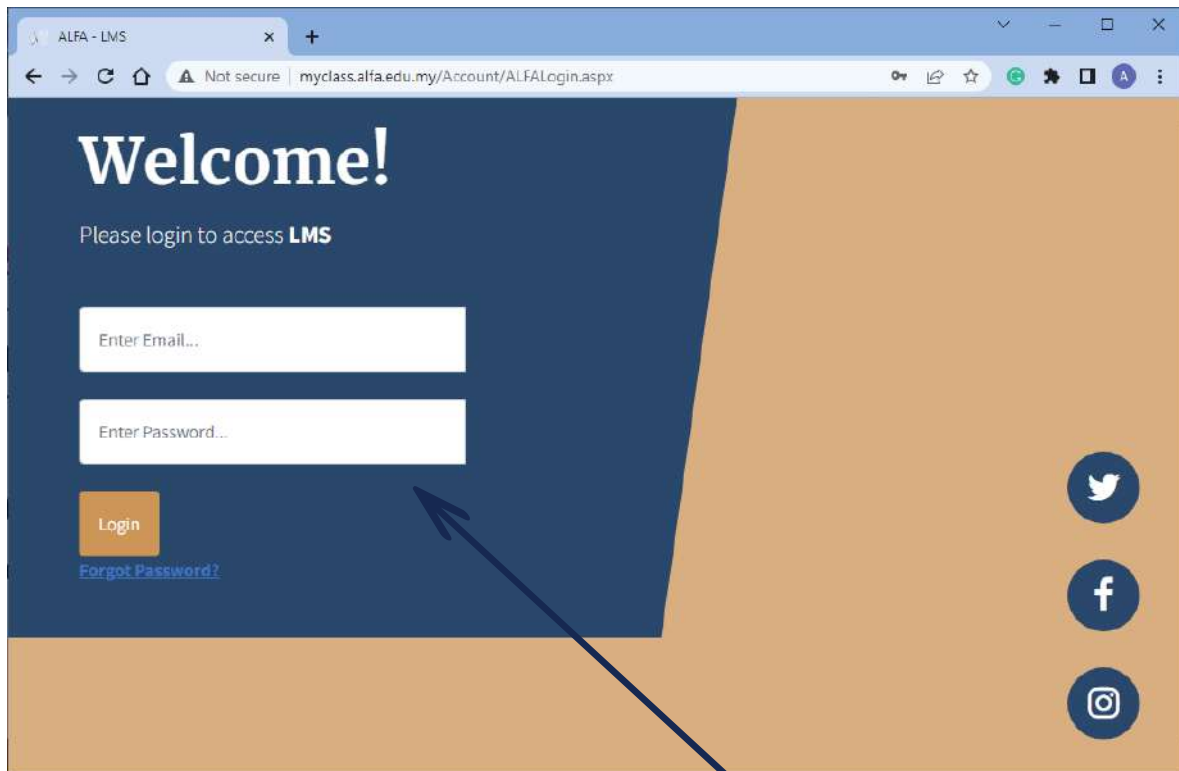 ALFA - LMS
Not secure | myclass.alfa.edu.my/Account/ALFALogin.aspx
A
Welcome!
Please login to access LMS
Enter Email...
Enter Password...
Login
Forgot Password?